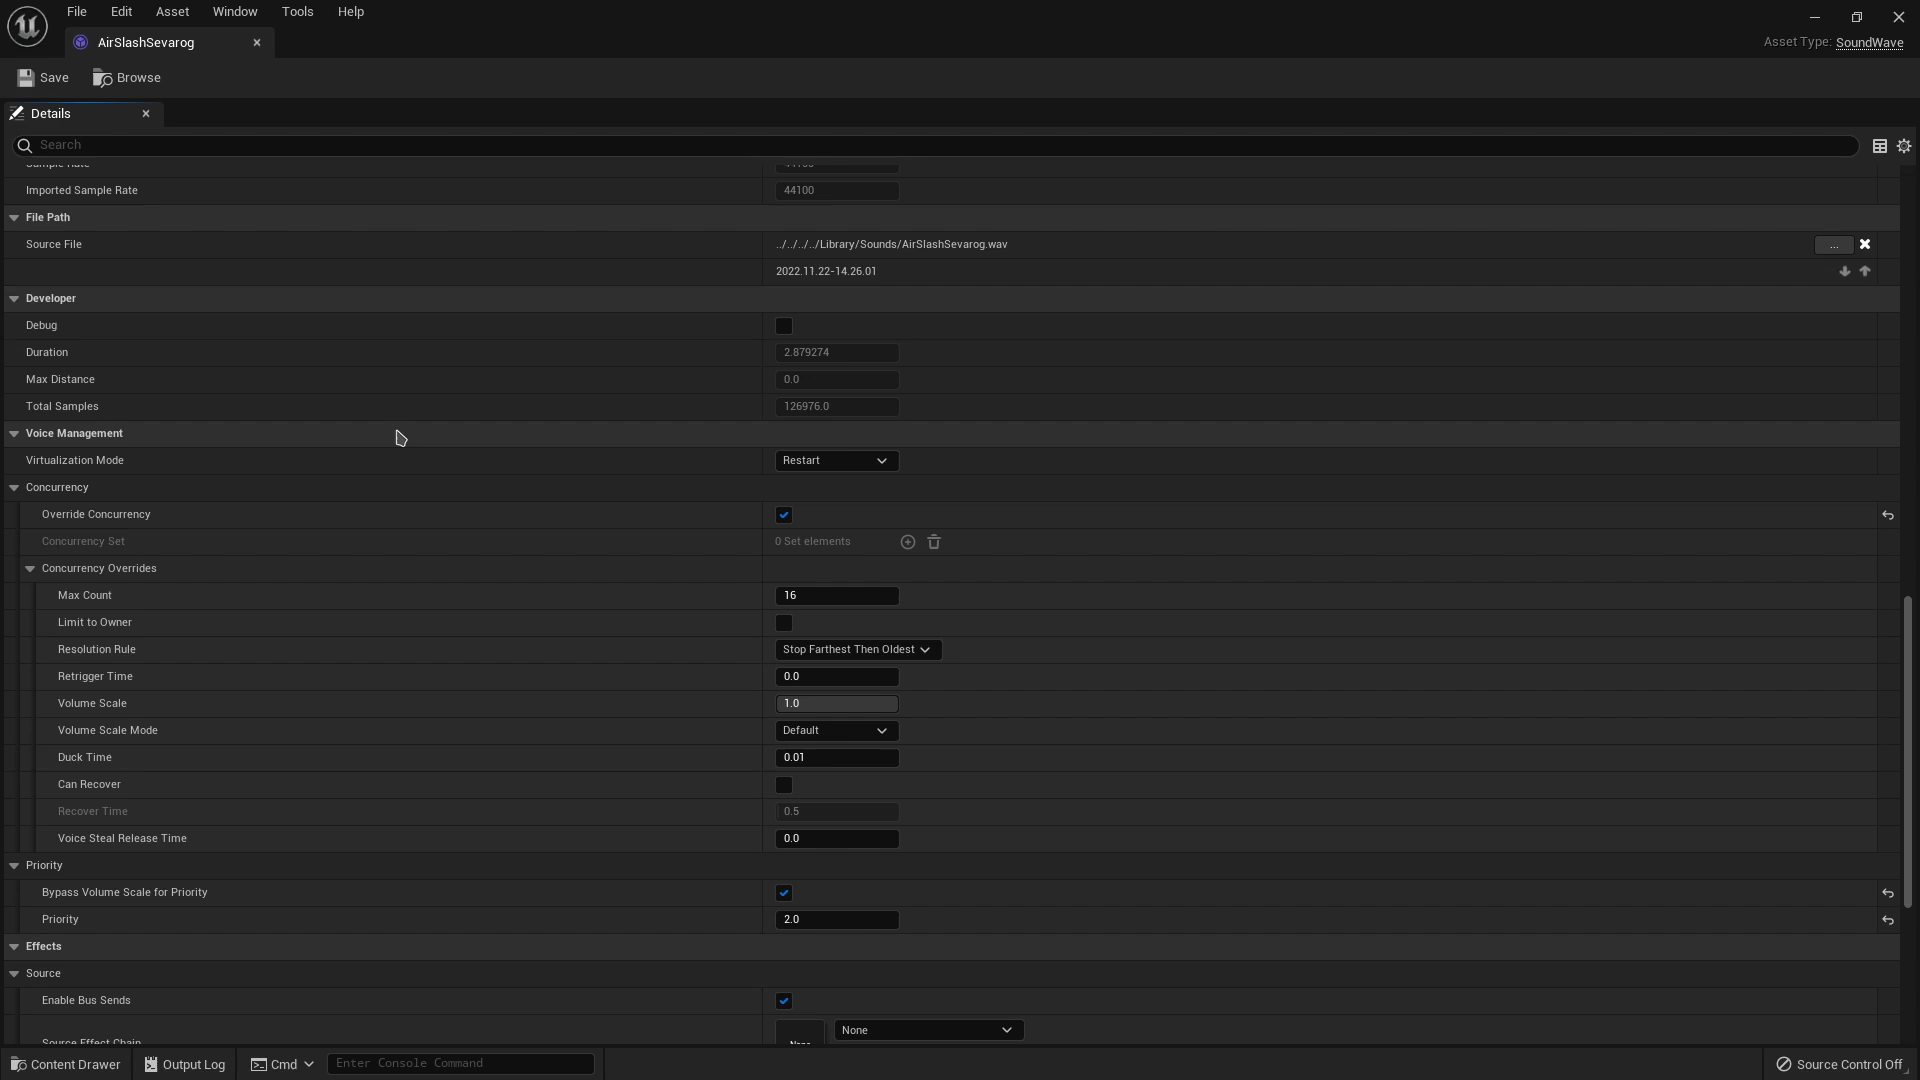 File Edit Asset Window Tools Help
AirSlashSevarog
Asset Type: SoundWave
Save Browse
Details
Search
Sample Rate 44100
Imported Sample Rate 44100
File Path
Source File ../../../../Library/Sounds/AirSlashSevarog.wav ...
2022.11.22-14.26.01
Developer
Debug
Duration 2.879274
Max Distance 0.0
Total Samples 126976.0
Voice Management
Virtualization Mode Restart
Concurrency
Override Concurrency
Concurrency Set 0 Set elements
Concurrency Overrides
Max Count 16
Limit to Owner
Resolution Rule Stop Farthest Then Oldest
Retrigger Time 0.0
Volume Scale 1.0
Volume Scale Mode Default
Duck Time 0.01
Can Recover
Recover Time 0.5
Voice Steal Release Time 0.0
Priority
Bypass Volume Scale for Priority
Priority 2.0
Effects
Source
Enable Bus Sends
None
Source Effect Chain None
Content Drawer Output Log Cmd Enter Console Command Source Control Off